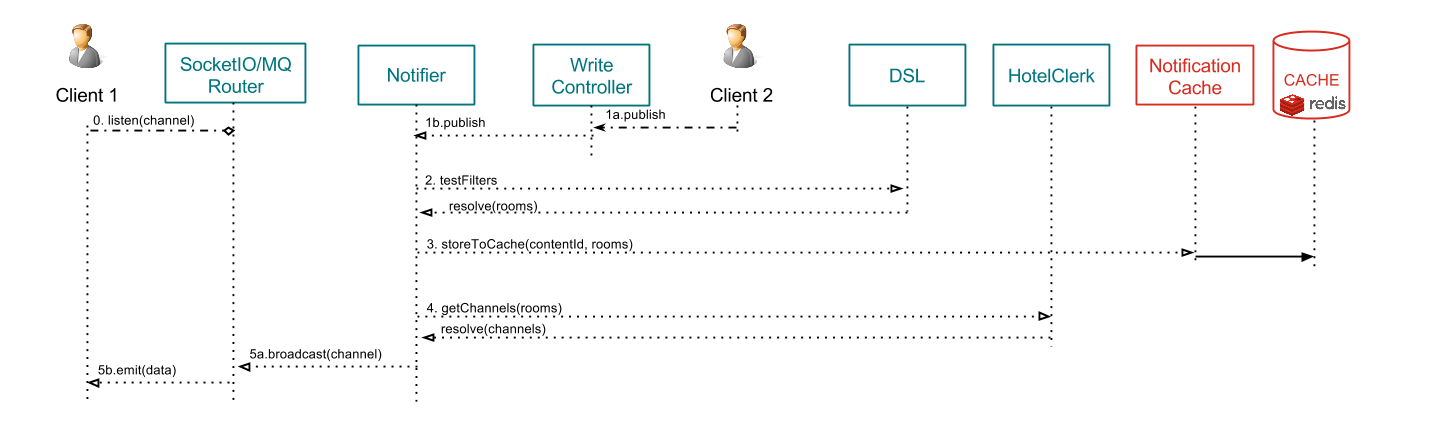 Client 1
SocketIO/MQ
Router
Notifier
Write
Controller
Client 2
DSL
HotelClerk
Notification
Cache
CACHE
redis
0. listen(channel)
1b.publish
1a.publish
2. testFilters
resolve(rooms)
3. storeToCache(contentId, rooms)
4. getChannels(rooms)
resolve(channels)
5a.broadcast(channel)
5b.emit(data)